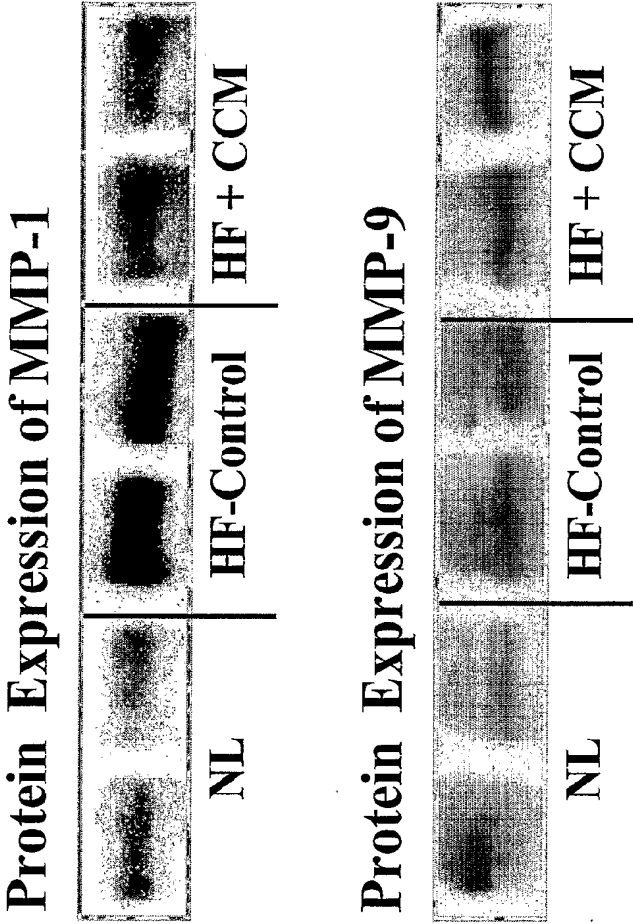 Protein Expression of MMP-1
NL
HF-Control
HF + CCM
Protein Expression of MMP-9
NL
HF-Control
HF + CCM